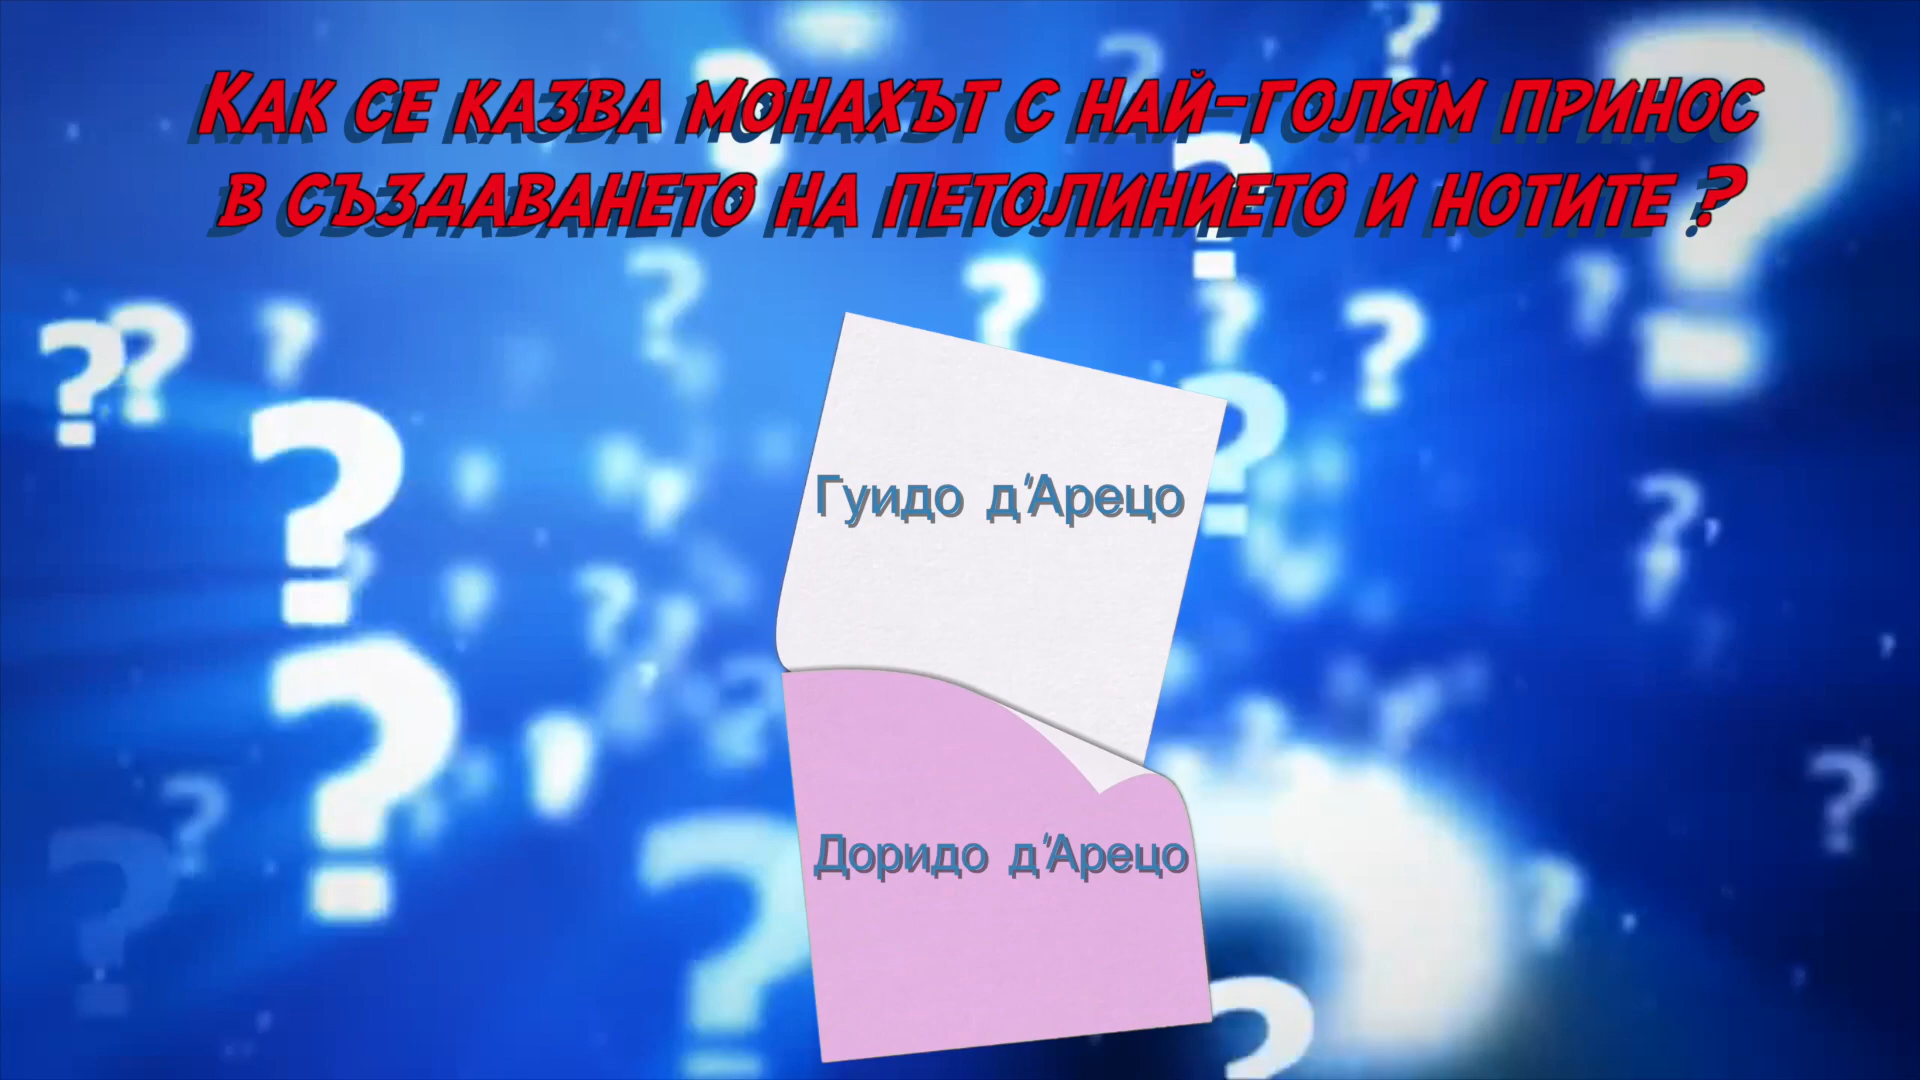 Как се казва монахът с най-голям принос
в създаването на петолинието и нотите ?
Гуидо д'Арецо
Доридо д'Арецо